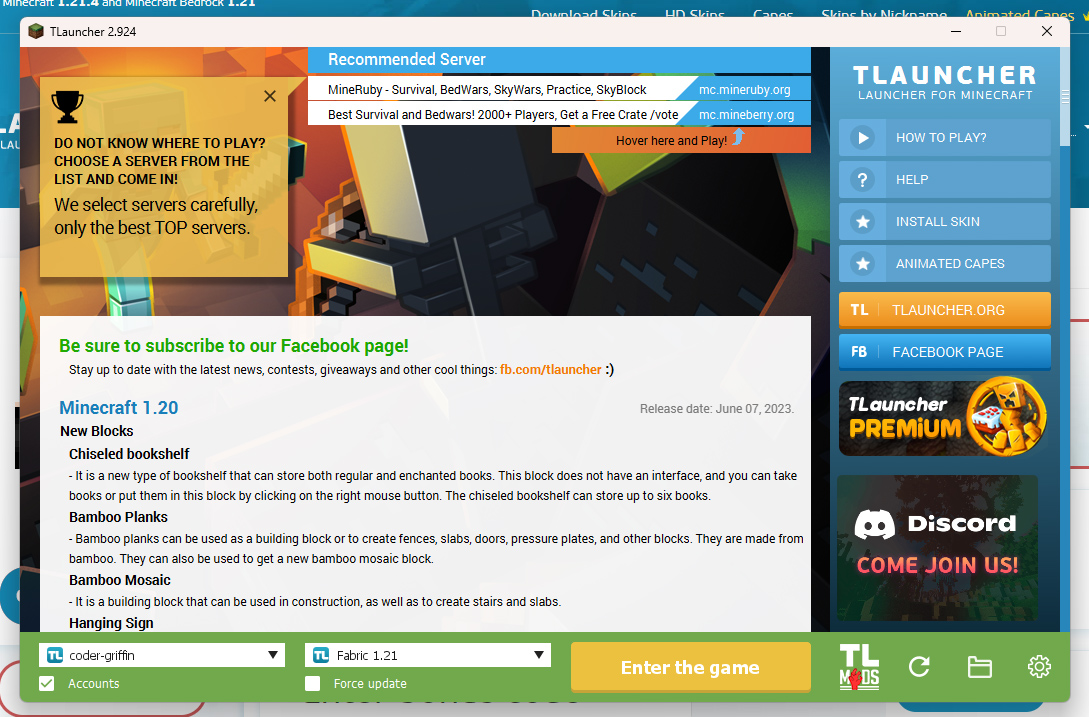 Minecraft 1.21.4 and Minecraft Bedrock 1.21
Download Skins HD Skins Capes Skins by Nickname Animated Capes
TLauncher 2.924
Recommended Server
MineRuby - Survival, BedWars, SkyWars, Practice, SkyBlock mc.mineruby.org
Best Survival and Bedwars! 2000+ Players, Get a Free Crate /vote mc.mineberry.org
Hover here and Play!
DO NOT KNOW WHERE TO PLAY?
CHOOSE A SERVER FROM THE
LIST AND COME IN!
We select servers carefully,
only the best TOP servers.
Be sure to subscribe to our Facebook page!
Stay up to date with the latest news, contests, giveaways and other cool things: fb.com/tlauncher :)
Minecraft 1.20 Release date: June 07, 2023.
New Blocks
Chiseled bookshelf
- It is a new type of bookshelf that can store both regular and enchanted books. This block does not have an interface, and you can take
books or put them in this block by clicking on the right mouse button. The chiseled bookshelf can store up to six books.
Bamboo Planks
- Bamboo planks can be used as a building block or to create fences, slabs, doors, pressure plates, and other blocks. They are made from
bamboo. They can also be used to get a new bamboo mosaic block.
Bamboo Mosaic
- It is a building block that can be used in construction, as well as to create stairs and slabs.
Hanging Sign
TLAUNCHER
LAUNCHER FOR MINECRAFT
HOW TO PLAY?
? HELP
INSTALL SKIN
ANIMATED CAPES
TL TLAUNCHER.ORG
FB FACEBOOK PAGE
TLauncher
PREMIUM
Discord
COME JOIN US!
TL coder-griffin
Accounts
TL Fabric 1.21
Force update
Enter the game
TL
MODS